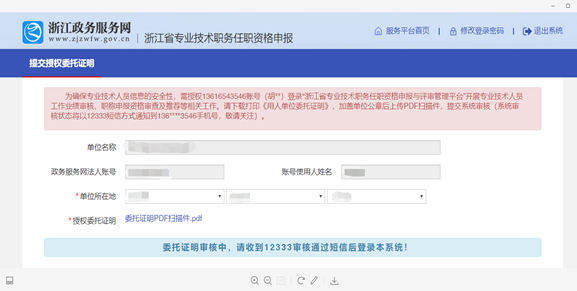 浙江政务服务网
www.zjzwfw.gov.cn
浙江省专业技术职务任职资格申报
服务平台首页 | 修改登录密码 | 退出系统
提交授权委托证明
为确保专业技术人员信息的安全性，需授权13616543546账号（胡**）登录“浙江省专业技术职务任职资格申报与评审管理平台”开展专业技术人员
工作业绩审核、职称申报资格审查及推荐等相关工作。请下载打印《用人单位委托证明》，加盖单位公章后上传PDF扫描件，提交系统审核（系统审
核状态将以12333短信方式通知到136****3546手机号，敬请关注）。
单位名称
政务服务网法人账号 账号使用人姓名
*单位所在地
*授权委托证明 委托证明PDF扫描件.pdf
委托证明审核中，请收到12333审核通过短信后登录本系统！